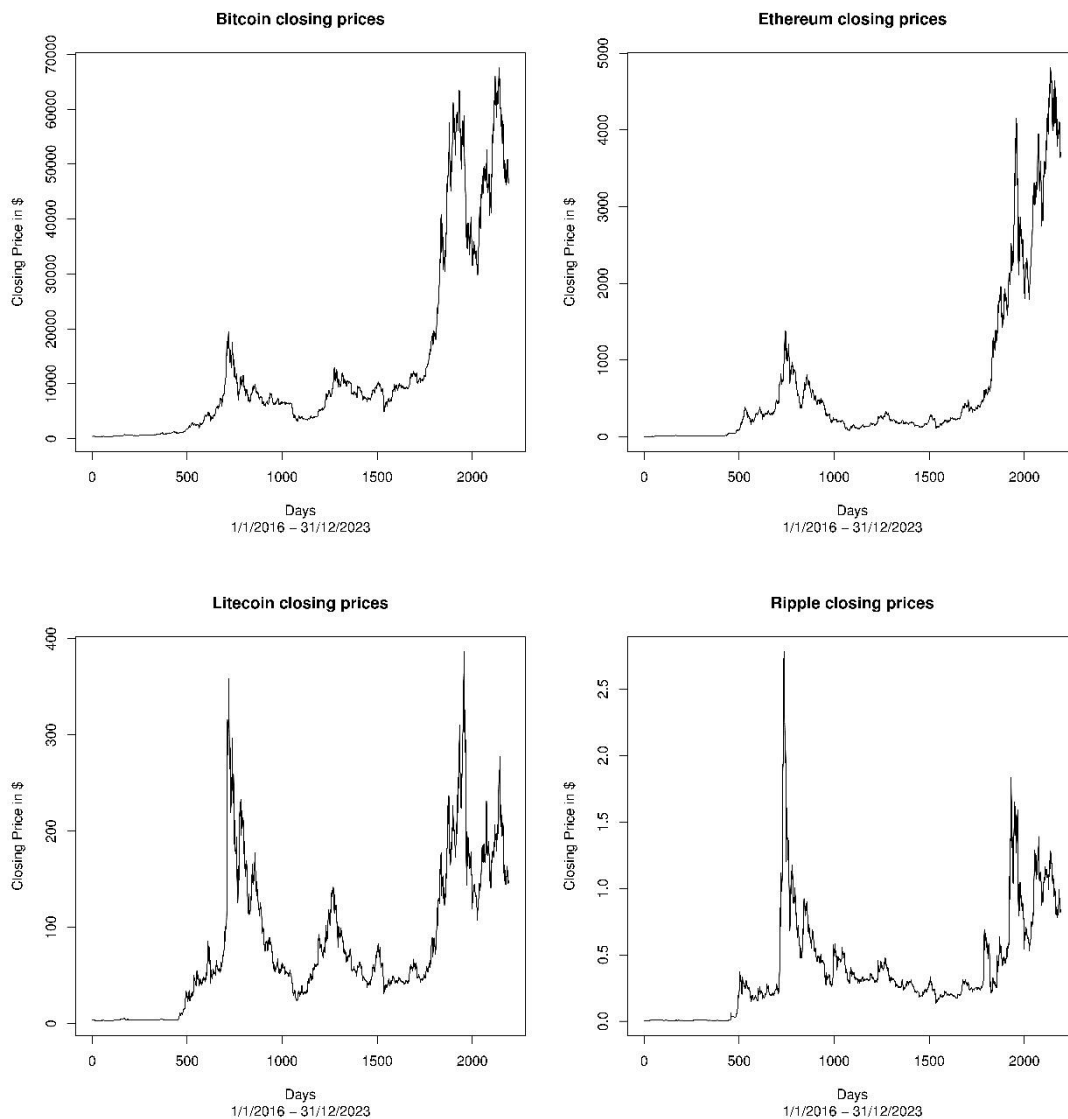 Bitcoin closing prices
Closing Price in $
70000
60000
50000
40000
30000
20000
10000
0
0 500 1000 1500 2000
Days
1/1/2016 – 31/12/2023
Ethereum closing prices
Closing Price in $
5000
4000
3000
2000
1000
0
0 500 1000 1500 2000
Days
1/1/2016 – 31/12/2023
Litecoin closing prices
Closing Price in $
400
300
200
100
0
0 500 1000 1500 2000
Days
1/1/2016 – 31/12/2023
Ripple closing prices
Closing Price in $
2.5
2.0
1.5
1.0
0.5
0.0
0 500 1000 1500 2000
Days
1/1/2016 – 31/12/2023